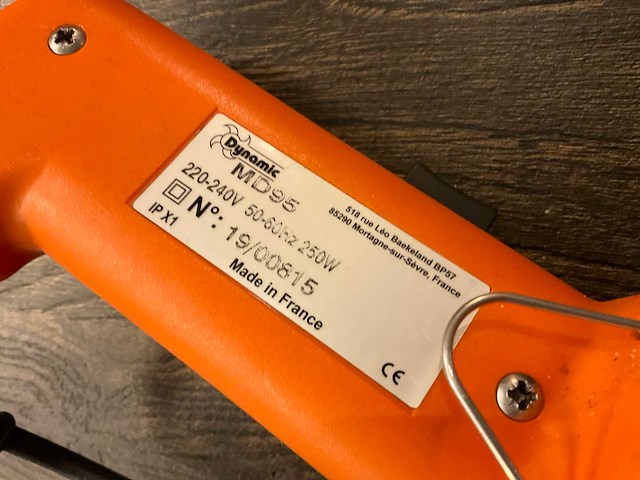 Dynamic
MD95
220-240V 50-60hz 250W
N°: 19/00815
IP X1
Made in France
518 rue Léo Baekeland BP57
85290 Mortagne-sur-Sèvre, France
CE